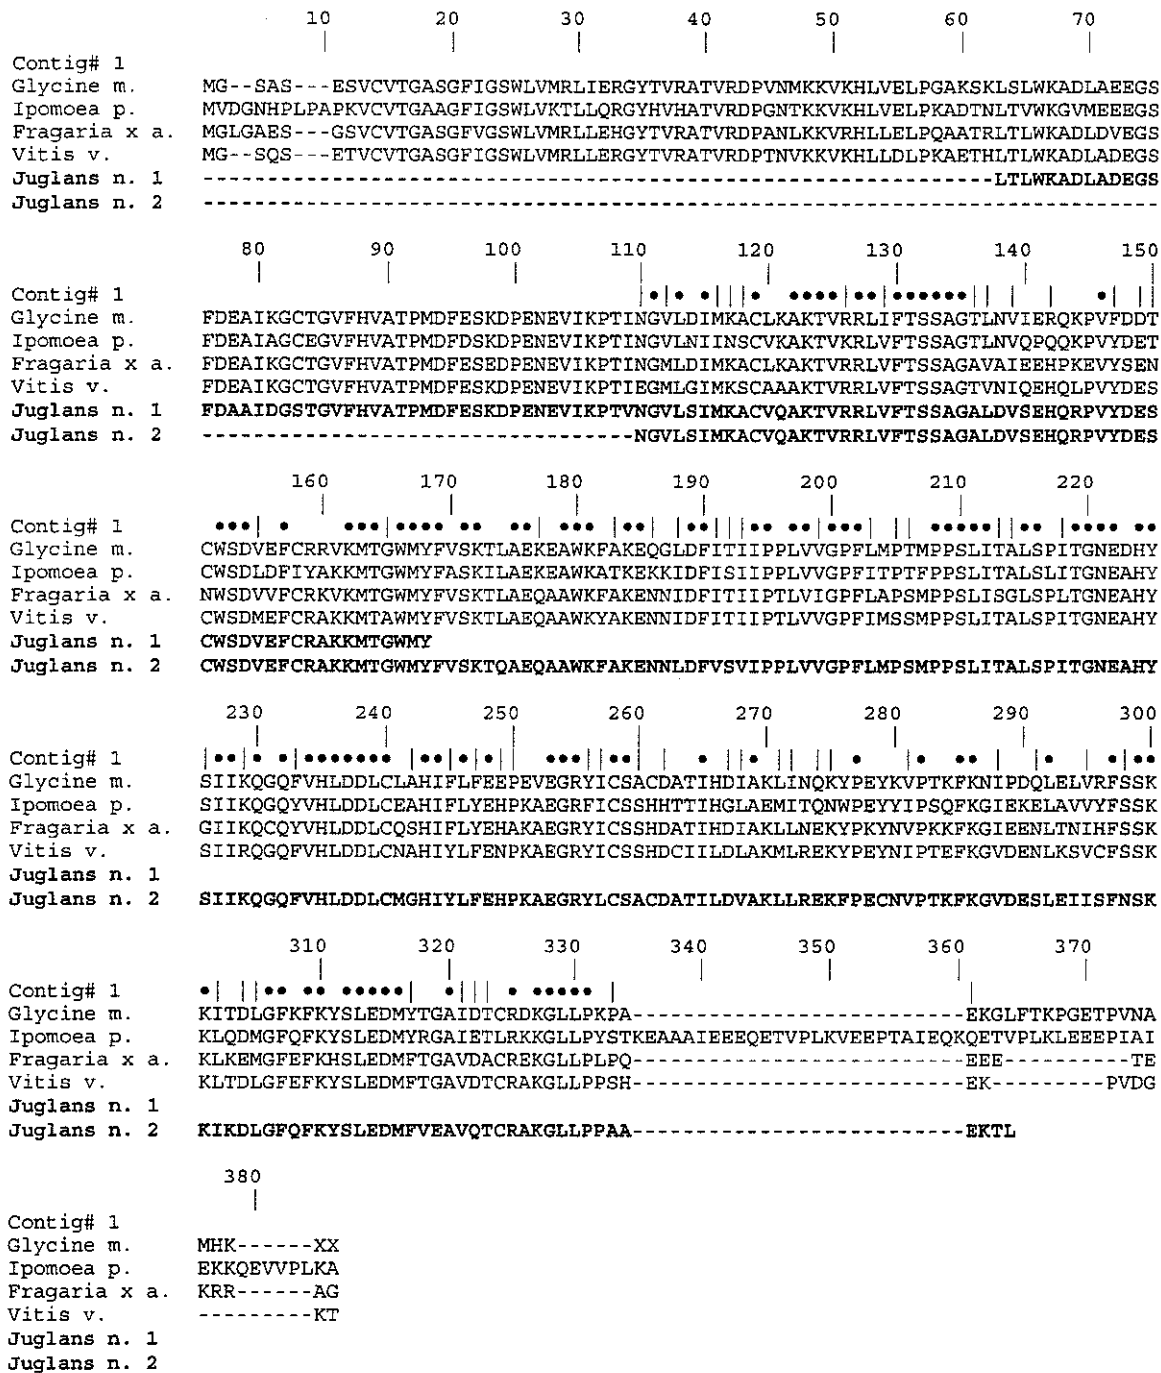 10 20 30 40 50 60 70
Contig# 1
Glycine m. MG--SAS---ESVCVTGASGFIGSWLVMRLIERGYTVRATVRDPVNMKKVKHLVELPGAKSKLSLWKADLAEEGS
Ipomoea p. MVDGNHPLPAPKVCVTGAAGFIGSWLVKTLLQRGYHVHATVRDPGNTKKVKHLLELPKADTNLTVWKGVMEEEGS
Fragaria x a. MGLGAES---GSVCVTGASGFVGSWLVMRLLEHGYTVRATVRDPANLKKVRHLLELPQAATRLTLWKADLDVEGS
Vitis v. MG--SQS---ETVCVTGASGFIGSWLVMRLLERGYTVRATVRDPTNVKKVKHLLDLPKAETHLTLWKADLADEGS
Juglans n. 1 --------------------------------------------------------------LTLWKADLADEGS
Juglans n. 2 ---------------------------------------------------------------------------
80 90 100 110 120 130 140 150
Contig# 1 |•|•|•|||•|•••|••||••••••||||•|||
Glycine m. FDEAIKGCTGVFHVATPMDFESKDPENEVIKPTINGVLDIMKACLKAKTVRRLIFTSSAGTLNVIERQKPVFDDT
Ipomoea p. FDEAIAGCEGVFHVATPMDFDSKDPENEVIKPTINGVLNIINSCVKAKTVKRLVFTSSAGTLNVQPQQKPVYDET
Fragaria x a. FDEAIKGCTGVFHVATPMDFESEDPENEVIKPTINGMLDIMKACLKAKTVRRLVFTSSAGAVAIEEHPKEVYSEN
Vitis v. FDEAIKGCTGVFHVATPMDFESKDPENEVIKPTIEGMLGIMKSCAAAKTVRRLVFTSSAGTVNIQEHQLPVYDES
Juglans n. 1 FDAAIDGSTGVFHVATPMDFESKDPENEVIKPTVNGVLSIMKACVQAKTVRRLVFTSSAGALDVSEHQRPVYDES
Juglans n. 2 ----------------------------------NGVLSIMKACVQAKTVRRLVFTSSAGALDVSEHQRPVYDES
160 170 180 190 200 210 220
Contig# 1 •••|• •••|•••• •• ••|•••|••||••||••|••|•••|||•••••||••|••••••
Glycine m. CWSDVEFCRRVKMTGWMYFVSKTLAEKEAWKFAKEQGLDFITIIPPLVVGPFLMPTMPPSLITALSPITGNEDHY
Ipomoea p. CWSDLDFIYAKKMTGWMYFASKILAEKEAWKATKEKKIDFISIIPPLVVGPFITPTFPPSLITALSLITGNEAHY
Fragaria x a. NWSDVVFCRKVKMTGWMYFVSKTLAEQAAWKFAKENNIDFITIIPTLVIGPFLAPSMPPSLISGLSPLTGNEAHY
Vitis v. CWSDMEFCRAKKMTAWMYFVSKTLAEQAAWKYAKENNIDFITIIPTLVVGPFIMSSMPPSLITALSPITGNEAHY
Juglans n. 1 CWSDVEFCRAKKMTGWMY
Juglans n. 2 CWSDVEFCRAKKMTGWMYFVSKTQAEQAAWKFAKENNLDFVSVIPPLVVGPFLMPSMPPSLITALSPITGNEAHY
230 240 250 260 270 280 290 300
Contig# 1 |••|•|•••••••|••|•|•||•••||••||•||•|||| •|•••|•|•|••
Glycine m. SIIKQGQFVHLDDLCLAHIFLFEEPEVEGRYICSACDATIHDIAKLINQKYPEYKVPTKFKNIPDQLELVRFSSK
Ipomoea p. SIIKQGQYVHLDDLCEAHIFLYEHPKAEGRFICSSHHTTIHGLAEMITQNWPEYYIPSQFKGIEKELAVVYFSSK
Fragaria x a. GIIKQCQYVHLDDLCQSHIFLYEHAKAEGRYICSSHDATIHDIAKLLNEKYPKYNVPKKFKGIEENLTNIHFSSK
Vitis v. SIIRQGQFVHLDDLCNAHIYLFENPKAEGRYICSSHDCIILDLAKMLREKYPEYNIPTEFKGVDENLKSVCFSSK
Juglans n. 1
Juglans n. 2 SIIKQGQFVHLDDLCMGHIYLFEHPKAEGRYLCSACDATILDVAKLLREKFPECNVPTKFKGVDESLEIISFNSK
310 320 330 340 350 360 370
Contig# 1 •| ||••••|•••••| •||| •••••• | |
Glycine m. KITDLGFKFKYSLEDMYTGAIDTCRDKGLLPKPA--------------------------EKGLFTKPGETPVNA
Ipomoea p. KLQDMGFQFKYSLEDMYRGAIETLRKKGLLPYSTKEAAAIEEEQETVPLKVEEPTAIEQKQETVPLKLEEEPIAI
Fragaria x a. KLKEMGFEFKHSLEDMFTGAVDACREKGLLPLPQ--------------------------EEE----------TE
Vitis v. KLTDLGFEFKYSLEDMFTGAVDTCRAKGLLPPSH--------------------------EK---------PVDG
Juglans n. 1
Juglans n. 2 KIKDLGFQFKYSLEDMFVEAVQTCRAKGLLPPAA--------------------------EKTL
380
Contig# 1
Glycine m. MHK------XX
Ipomoea p. EKKQEVVPLKA
Fragaria x a. KRR------AG
Vitis v. ---------KT
Juglans n. 1
Juglans n. 2